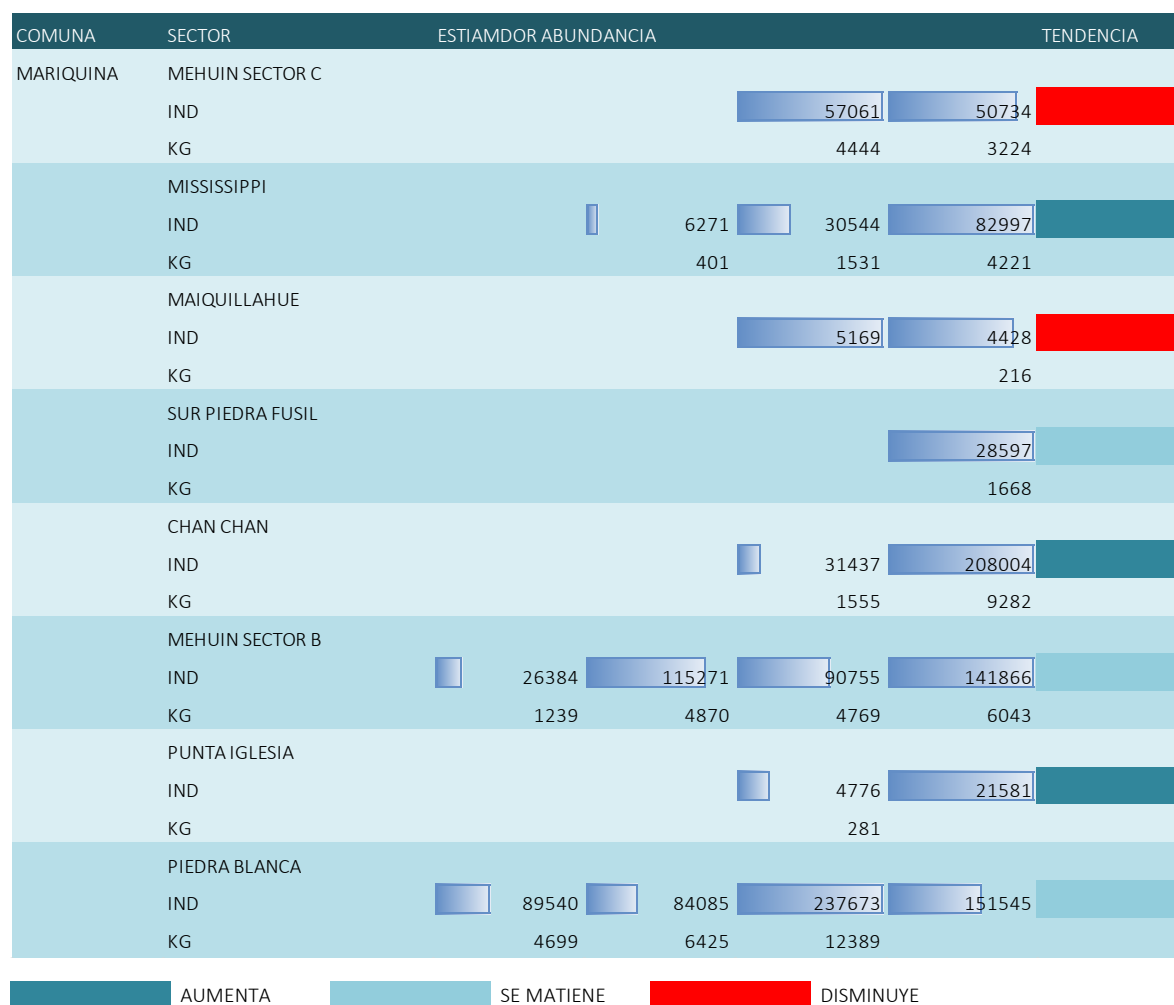 COMUNA SECTOR ESTIAMDOR ABUNDANCIA TENDENCIA
MARIQUINA MEHUIN SECTOR C
IND 57061 50734
KG 4444 3224
MISSISSIPPI
IND 6271 30544 82997
KG 401 1531 4221
MAIQUILLAHUE
IND 5169 4428
KG 216
SUR PIEDRA FUSIL
IND 28597
KG 1668
CHAN CHAN
IND 31437 208004
KG 1555 9282
MEHUIN SECTOR B
IND 26384 115271 90755 141866
KG 1239 4870 4769 6043
PUNTA IGLESIA
IND 4776 21581
KG 281
PIEDRA BLANCA
IND 89540 84085 237673 151545
KG 4699 6425 12389
AUMENTA SE MATIENE DISMINUYE